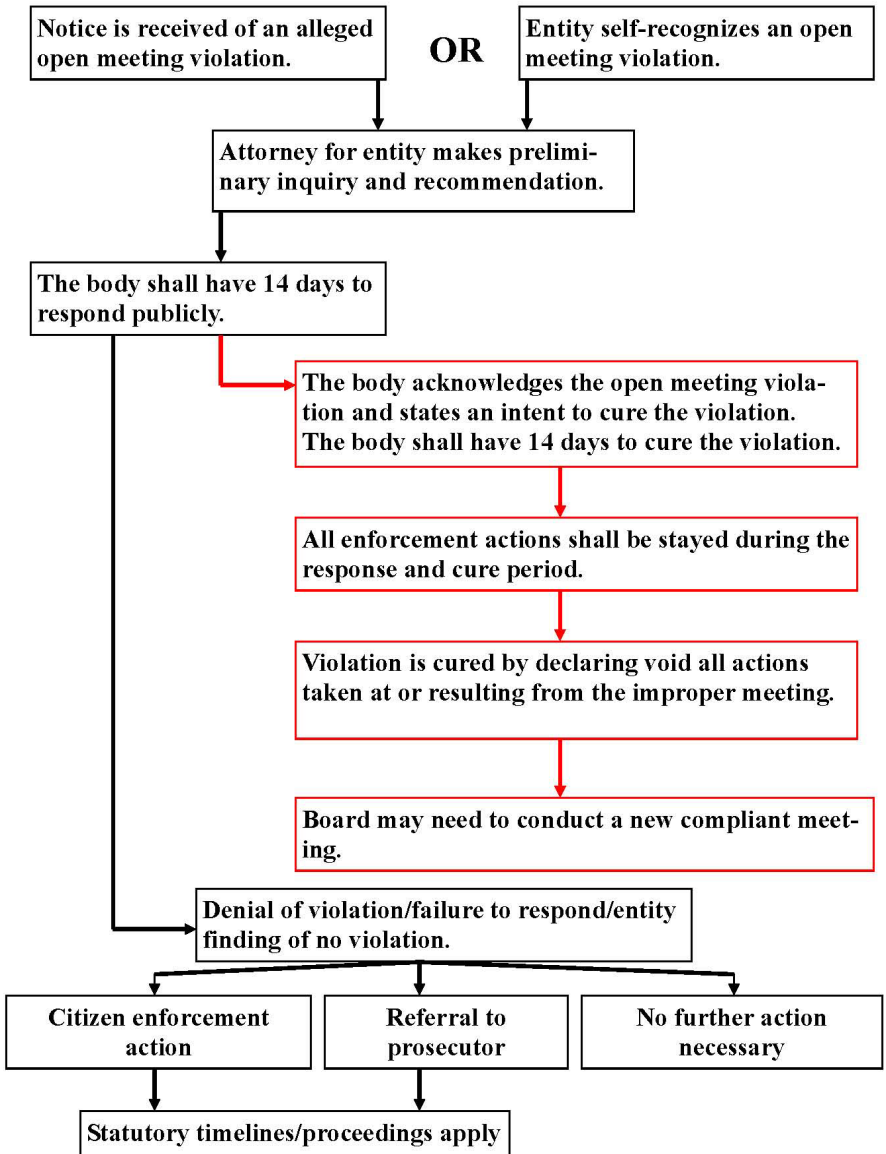 Notice is received of an alleged
open meeting violation.
OR
Entity self-recognizes an open
meeting violation.
Attorney for entity makes prelimi-
nary inquiry and recommendation.
The body shall have 14 days to
respond publicly.
The body acknowledges the open meeting viola-
tion and states an intent to cure the violation.
The body shall have 14 days to cure the violation.
All enforcement actions shall be stayed during the
response and cure period.
Violation is cured by declaring void all actions
taken at or resulting from the improper meeting.
Board may need to conduct a new compliant meet-
ing.
Denial of violation/failure to respond/entity
finding of no violation.
Citizen enforcement
action
Referral to
prosecutor
No further action
necessary
Statutory timelines/proceedings apply